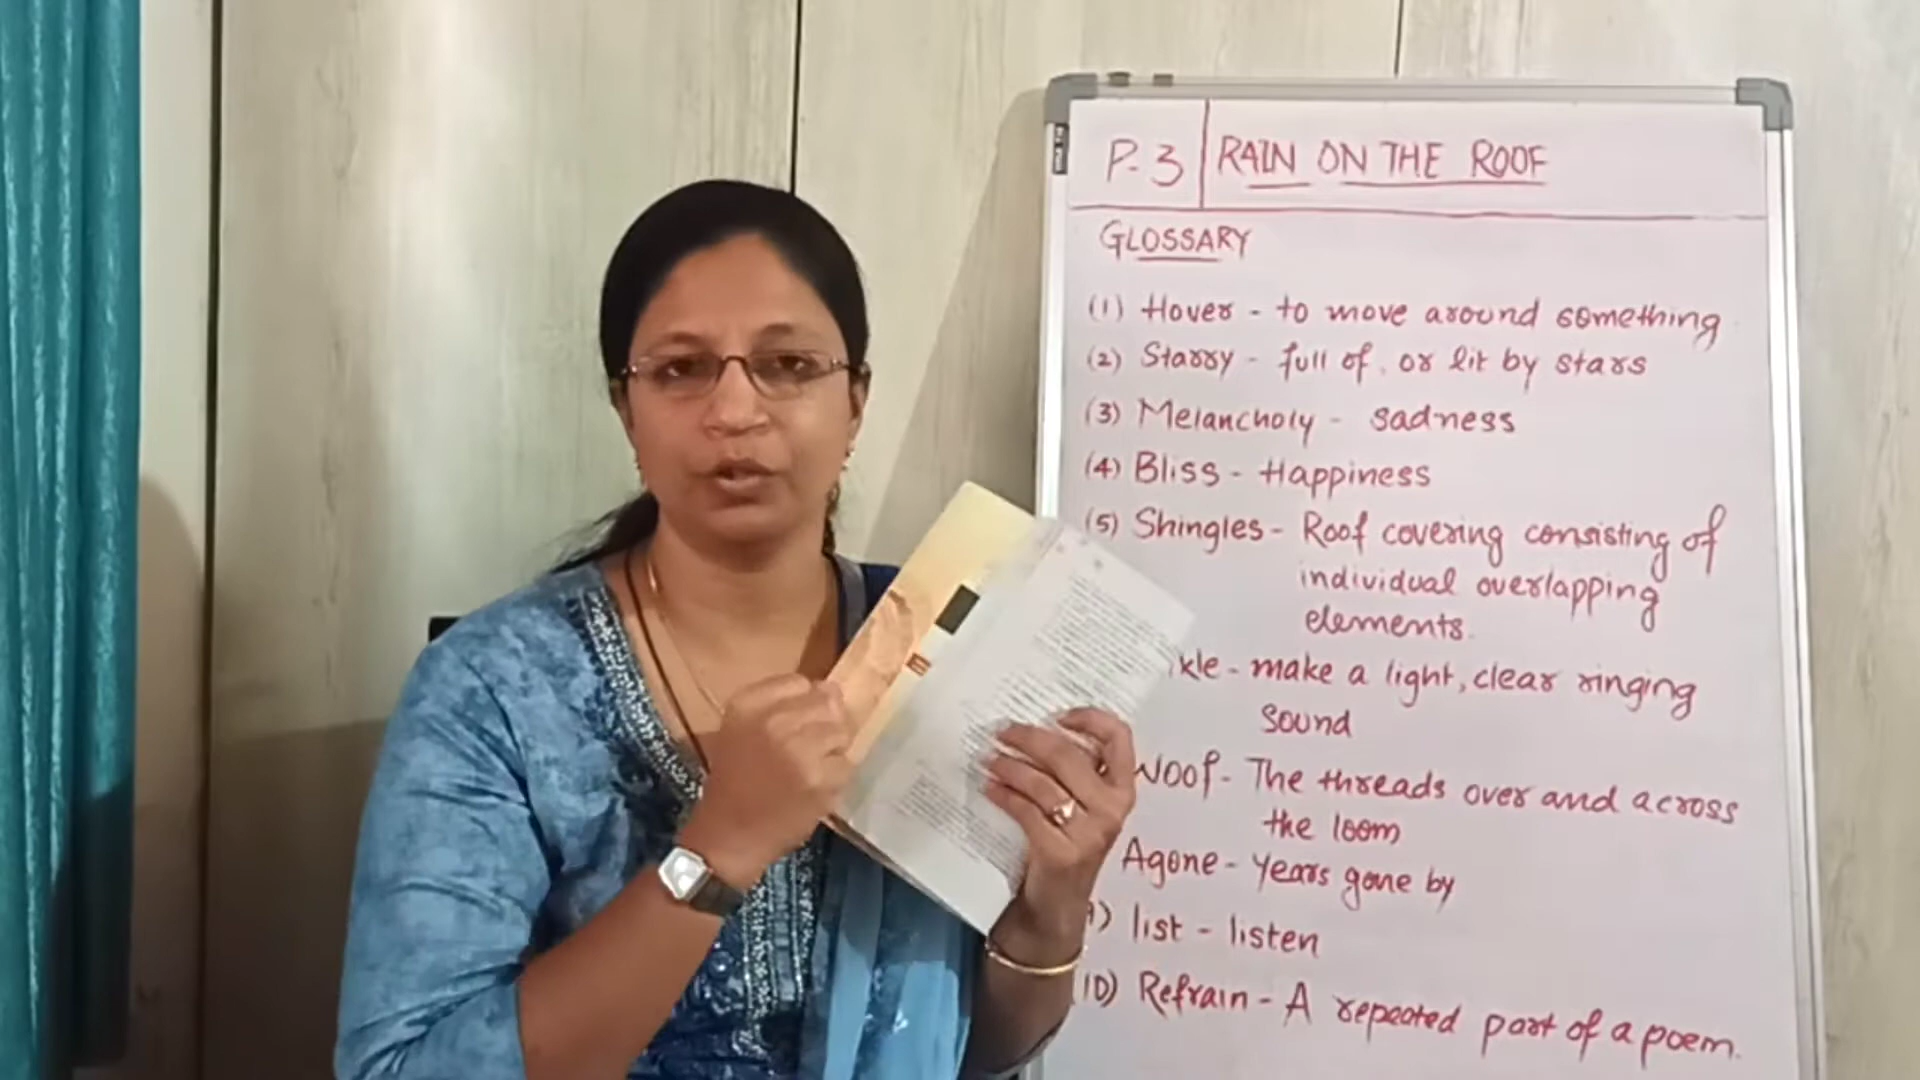 P-3 RAIN ON THE ROOF
GLOSSARY
(1) Hover - to move around something
(2) Starry - full of, or lit by stars
(3) Melancholy - sadness
(4) Bliss - Happiness
(5) Shingles - Roof covering consisting of
individual overlapping
elements.
kle - make a light, clear ringing
sound
Woof - The threads over and across
the loom
Agone - years gone by
) list - listen
(10) Refrain - A repeated part of a poem.